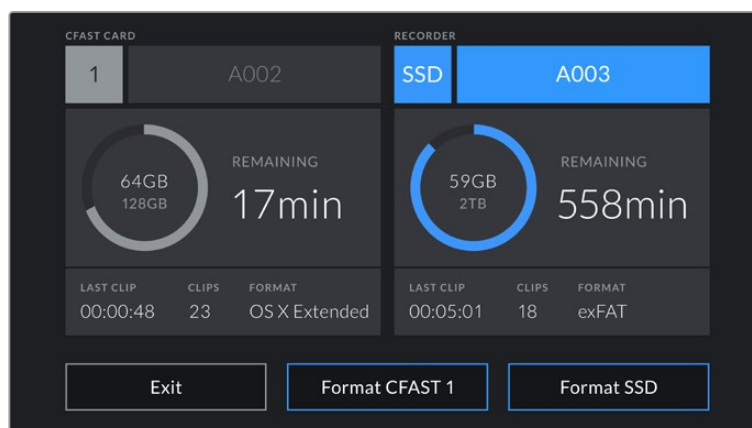 CFAST CARD
1 A002
64GB
128GB
REMAINING
17min
LAST CLIP CLIPS FORMAT
00:00:48 23 OS X Extended
RECORDER
SSD A003
59GB
2TB
REMAINING
558min
LAST CLIP CLIPS FORMAT
00:05:01 18 exFAT
Exit Format CFAST 1 Format SSD